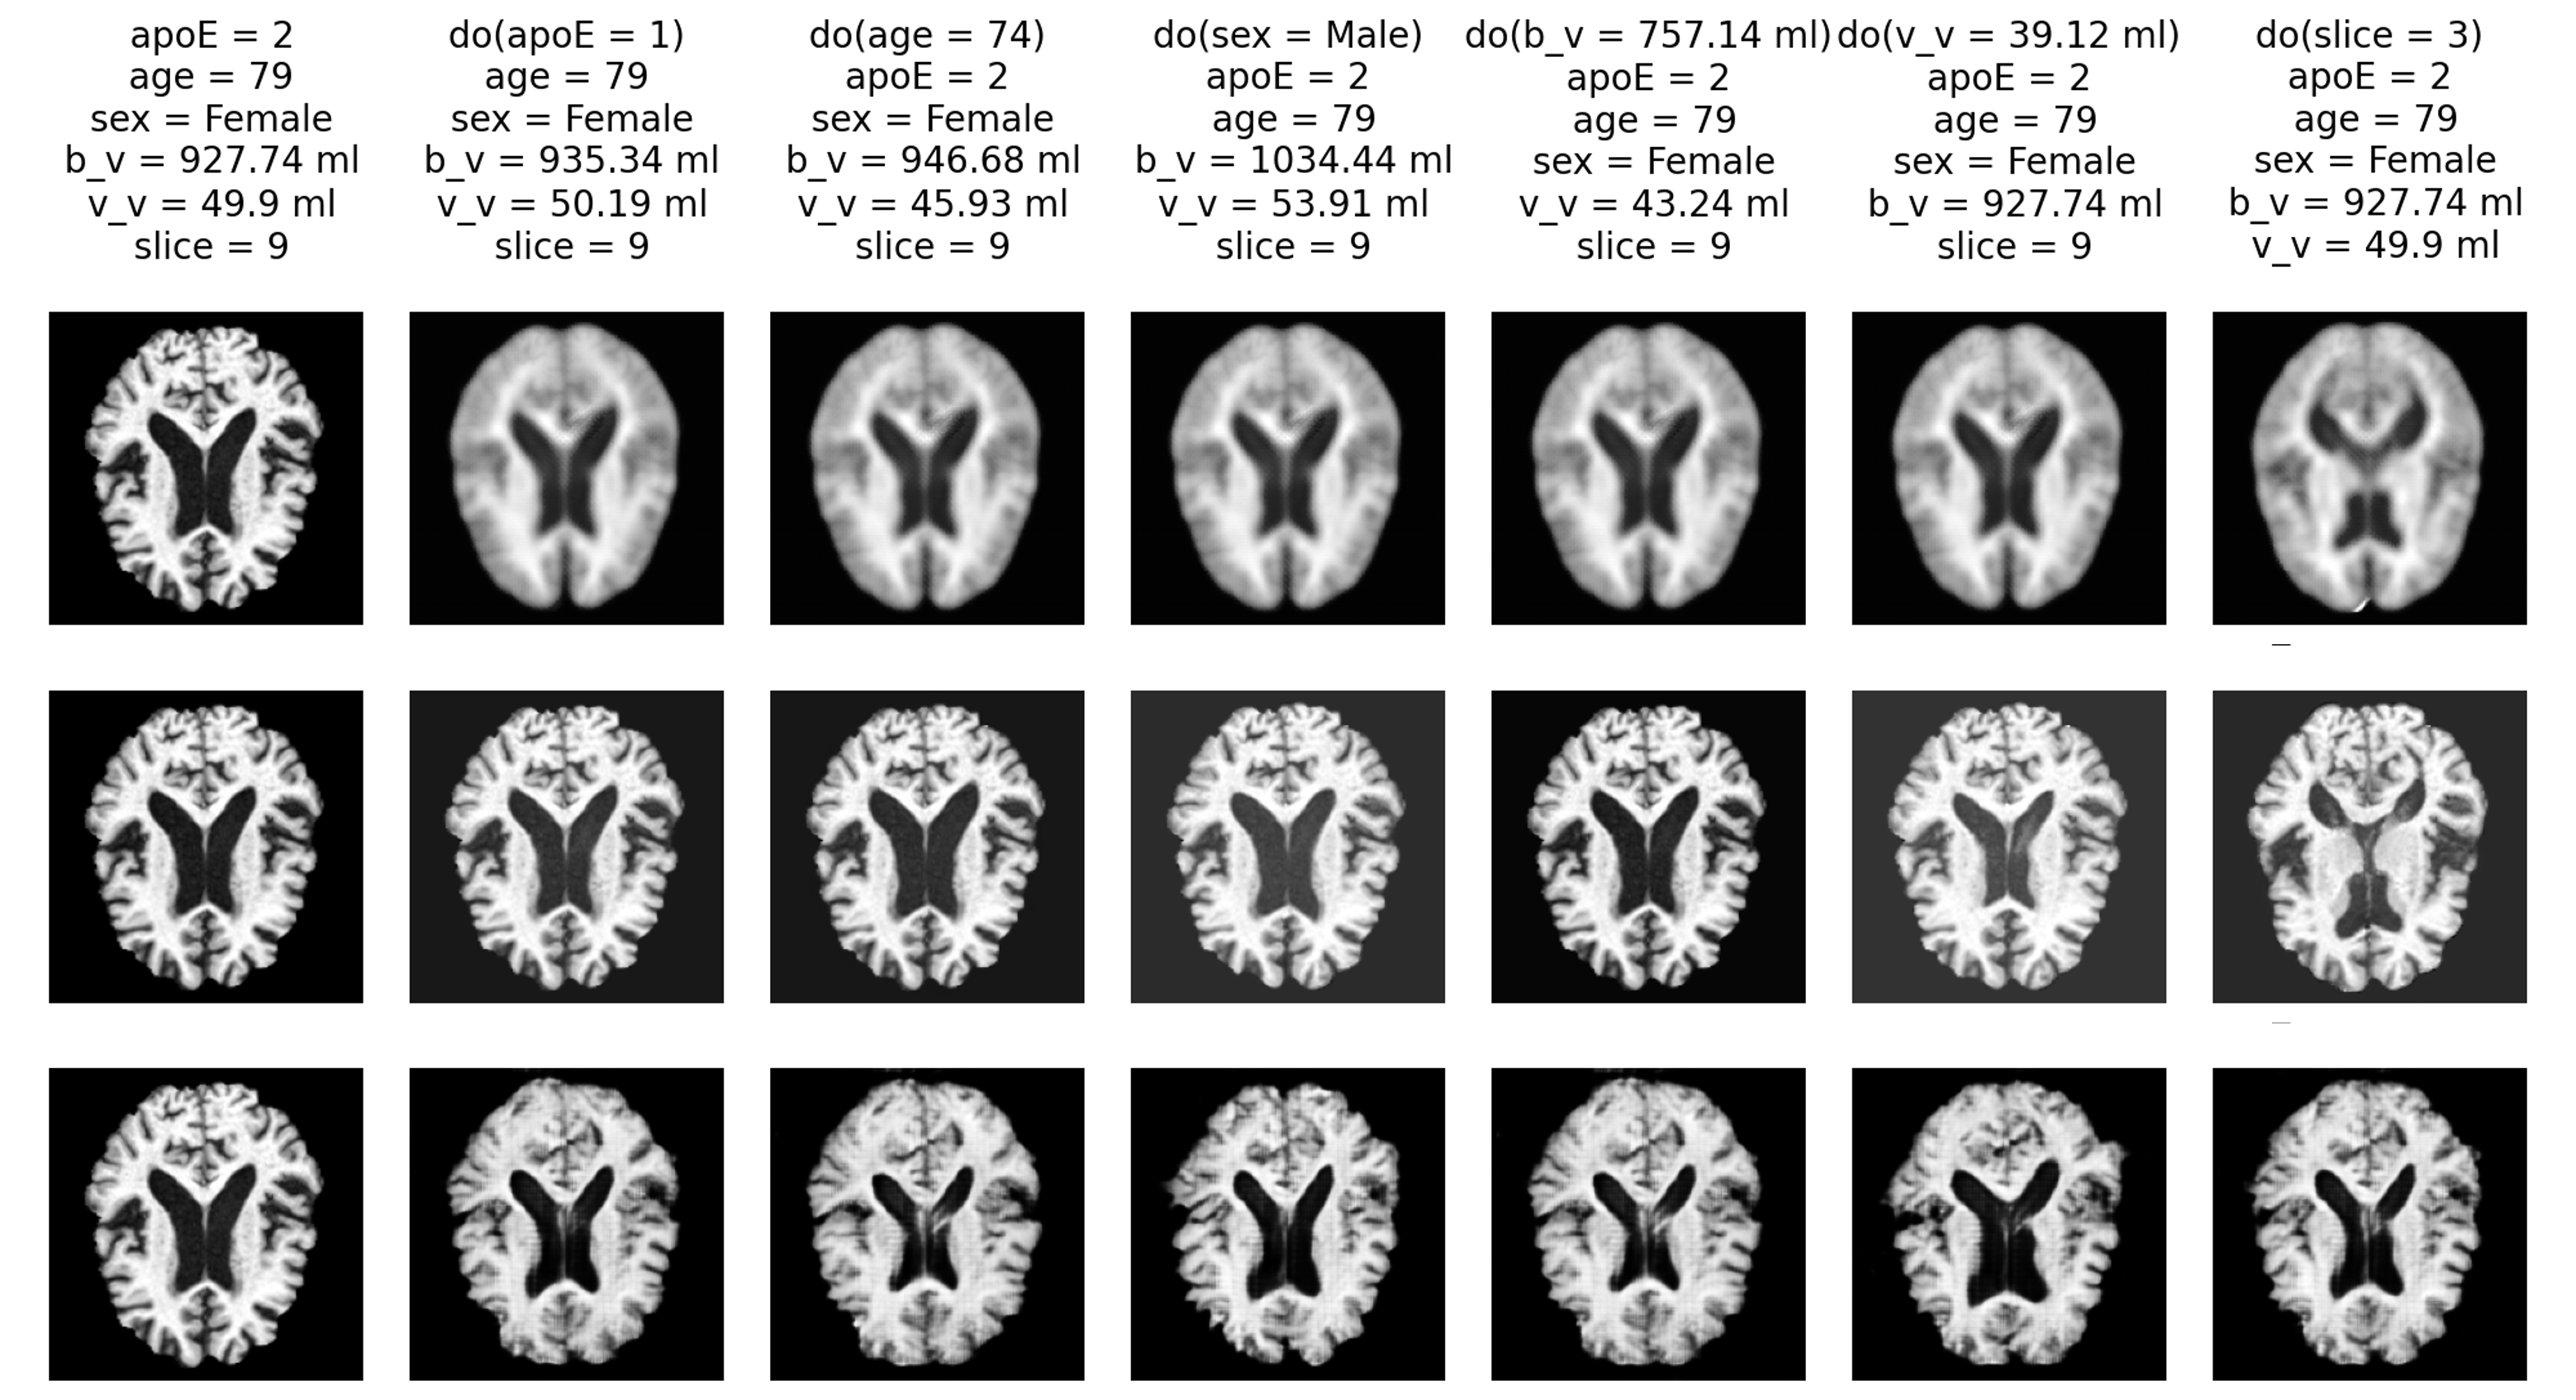 apoE = 2
age = 79
sex = Female
b_v = 927.74 ml
v_v = 49.9 ml
slice = 9
do(apoE = 1)
age = 79
sex = Female
b_v = 935.34 ml
v_v = 50.19 ml
slice = 9
do(age = 74)
apoE = 2
sex = Female
b_v = 946.68 ml
v_v = 45.93 ml
slice = 9
do(sex = Male)
apoE = 2
age = 79
b_v = 1034.44 ml
v_v = 53.91 ml
slice = 9
do(b_v = 757.14 ml)
apoE = 2
age = 79
sex = Female
v_v = 43.24 ml
slice = 9
do(v_v = 39.12 ml)
apoE = 2
age = 79
sex = Female
b_v = 927.74 ml
slice = 9
do(slice = 3)
apoE = 2
age = 79
sex = Female
b_v = 927.74 ml
v_v = 49.9 ml